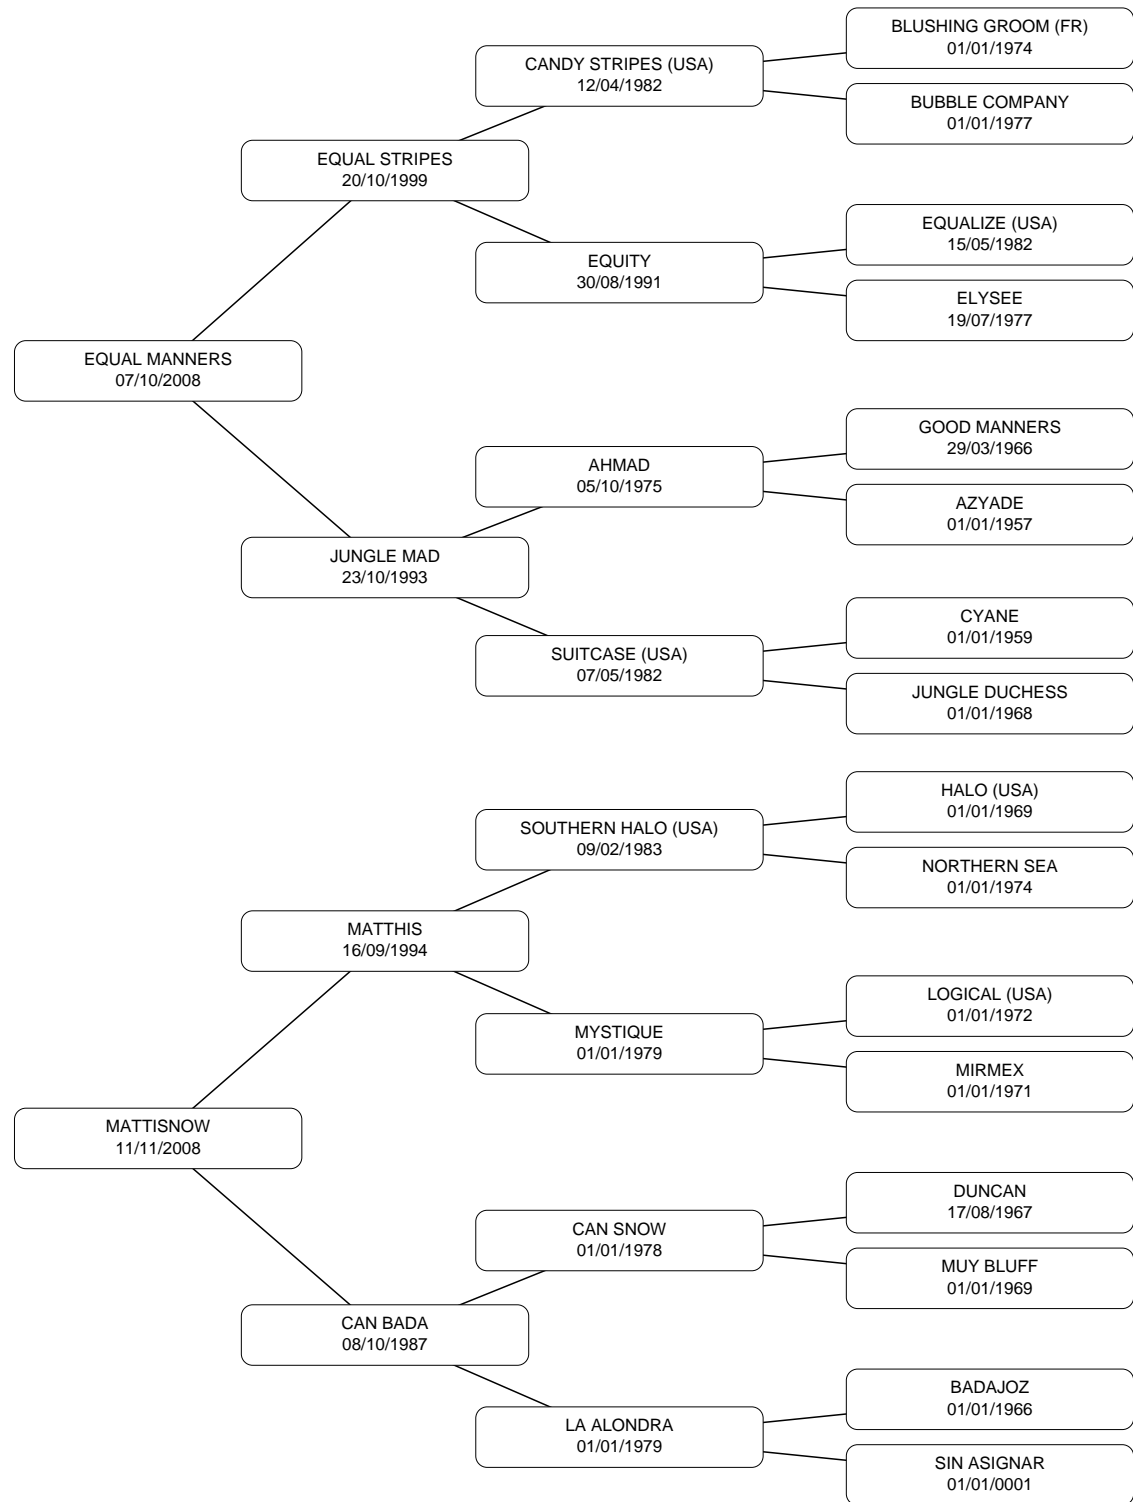 BLUSHING GROOM (FR)
01/01/1974
CANDY STRIPES (USA)
12/04/1982
BUBBLE COMPANY
01/01/1977
EQUAL STRIPES
20/10/1999
EQUALIZE (USA)
15/05/1982
EQUITY
30/08/1991
ELYSEE
19/07/1977
EQUAL MANNERS
07/10/2008
GOOD MANNERS
29/03/1966
AHMAD
05/10/1975
AZYADE
01/01/1957
JUNGLE MAD
23/10/1993
CYANE
01/01/1959
SUITCASE (USA)
07/05/1982
JUNGLE DUCHESS
01/01/1968
HALO (USA)
01/01/1969
SOUTHERN HALO (USA)
09/02/1983
NORTHERN SEA
01/01/1974
MATTHIS
16/09/1994
LOGICAL (USA)
01/01/1972
MYSTIQUE
01/01/1979
MIRMEX
01/01/1971
MATTISNOW
11/11/2008
DUNCAN
17/08/1967
CAN SNOW
01/01/1978
MUY BLUFF
01/01/1969
CAN BADA
08/10/1987
BADAJOZ
01/01/1966
LA ALONDRA
01/01/1979
SIN ASIGNAR
01/01/0001